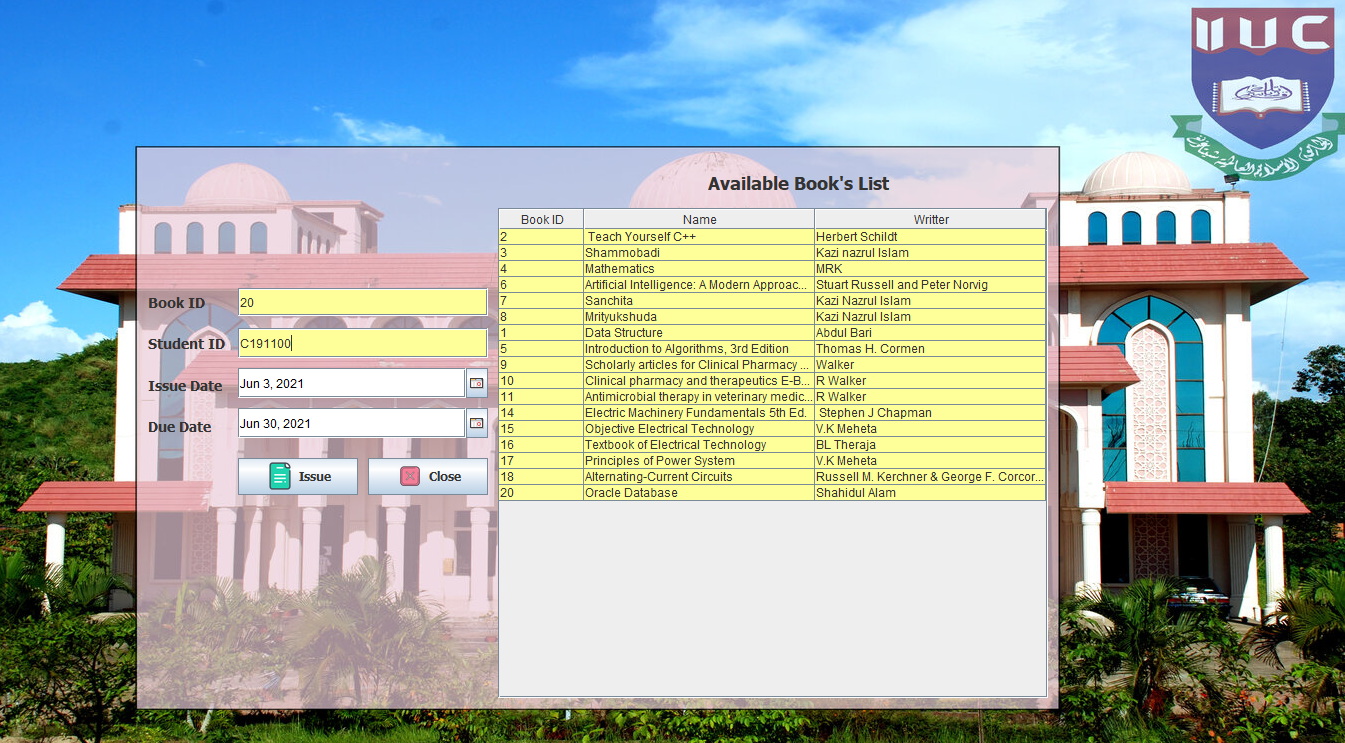 IIUC
Available Book's List
Book ID Name Writter
2 Teach Yourself C++ Herbert Schildt
3 Shammobadi Kazi nazrul Islam
4 Mathematics MRK
6 Artificial Intelligence: A Modern Approac... Stuart Russell and Peter Norvig
7 Sanchita Kazi Nazrul Islam
8 Mrityukshuda Kazi Nazrul Islam
1 Data Structure Abdul Bari
5 Introduction to Algorithms, 3rd Edition Thomas H. Cormen
9 Scholarly articles for Clinical Pharmacy ... Walker
10 Clinical pharmacy and therapeutics E-B... R Walker
11 Antimicrobial therapy in veterinary medic... R Walker
14 Electric Machinery Fundamentals 5th Ed. Stephen J Chapman
15 Objective Electrical Technology V.K Meheta
16 Textbook of Electrical Technology BL Theraja
17 Principles of Power System V.K Meheta
18 Alternating-Current Circuits Russell M. Kerchner & George F. Corcor...
20 Oracle Database Shahidul Alam
Book ID 20
Student ID C191100
Issue Date Jun 3, 2021
Due Date Jun 30, 2021
Issue Close